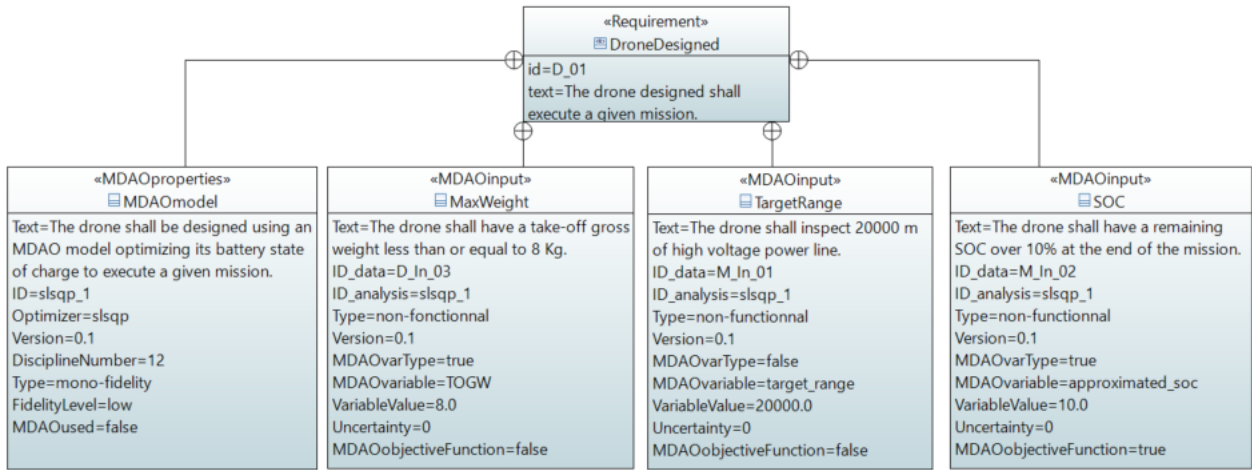 «Requirement»
DroneDesigned
id=D_01
text=The drone designed shall
execute a given mission.
«MDAOproperties»
MDAOmodel
Text=The drone shall be designed using an
MDAO model optimizing its battery state
of charge to execute a given mission.
ID=slsqp_1
Optimizer=slsqp
Version=0.1
DisciplineNumber=12
Type=mono-fidelity
FidelityLevel=low
MDAOused=false
«MDAOinput»
MaxWeight
Text=The drone shall have a take-off gross
weight less than or equal to 8 Kg.
ID_data=D_In_03
ID_analysis=slsqp_1
Type=non-fonctionnal
Version=0.1
MDAOvarType=true
MDAOvariable=TOGW
VariableValue=8.0
Uncertainty=0
MDAOobjectiveFunction=false
«MDAOinput»
TargetRange
Text=The drone shall inspect 20000 m
of high voltage power line.
ID_data=M_In_01
ID_analysis=slsqp_1
Type=non-functionnal
Version=0.1
MDAOvarType=false
MDAOvariable=target_range
VariableValue=20000.0
Uncertainty=0
MDAOobjectiveFunction=false
«MDAOinput»
SOC
Text=The drone shall have a remaining
SOC over 10% at the end of the mission.
ID_data=M_In_02
ID_analysis=slsqp_1
Type=non-functionnal
Version=0.1
MDAOvarType=true
MDAOvariable=approximated_soc
VariableValue=10.0
Uncertainty=0
MDAOobjectiveFunction=true